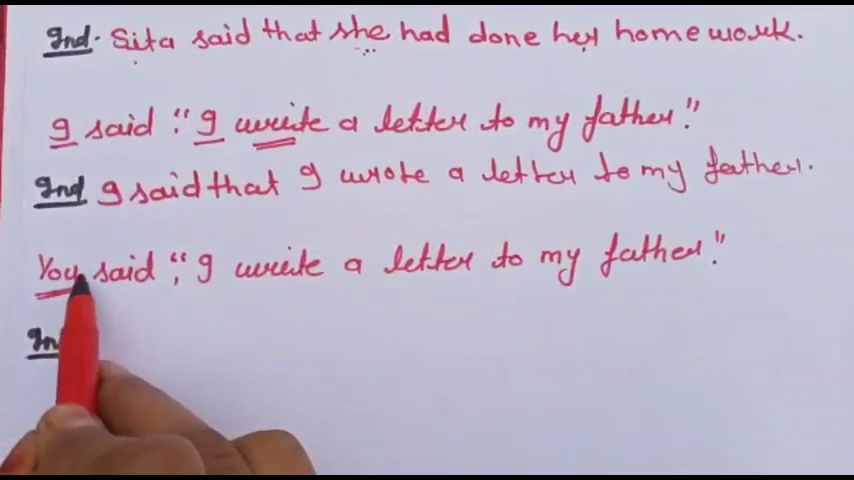 Ind. Sita said that she had done her homework.
I said, "I write a letter to my father."
Ind I said that I wrote a letter to my father.
You said, "I write a letter to my father."
In